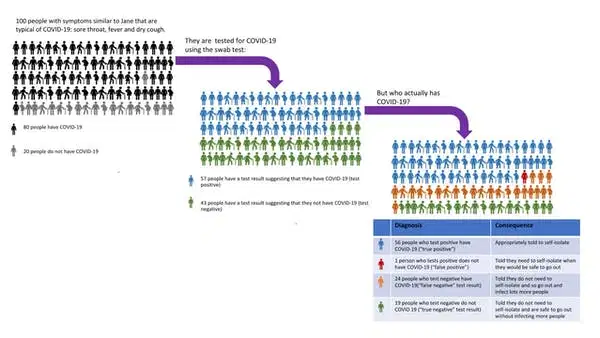 100 people with symptoms similar to Jane that are
typical of COVID-19: sore throat, fever and dry cough.
80 people have COVID-19
20 people do not have COVID-19
They are tested for COVID-19
using the swab test:
57 people have a test result suggesting that they have COVID-19 (test
positive)
43 people have a test result suggesting that they not have COVID-19 (test
negative)
But who actually has
COVID-19?
Diagnosis
Consequence
56 people who test positive have
COVID-19 ("true positive")
Appropriately told to self-isolate
1 person who tests positive does not
have COVID-19 ("false positive")
Told they need to self-isolate when
they would be safe to go out
24 people who test negative have
COVID-19("false negative" test result)
Told they do not need to
self-isolate and so go out and
infect lots more people
19 people who test negative do not
COVID 19 ("true negative" test result)
Told they do not need to
self-isolate and are safe to go out
without infecting more people